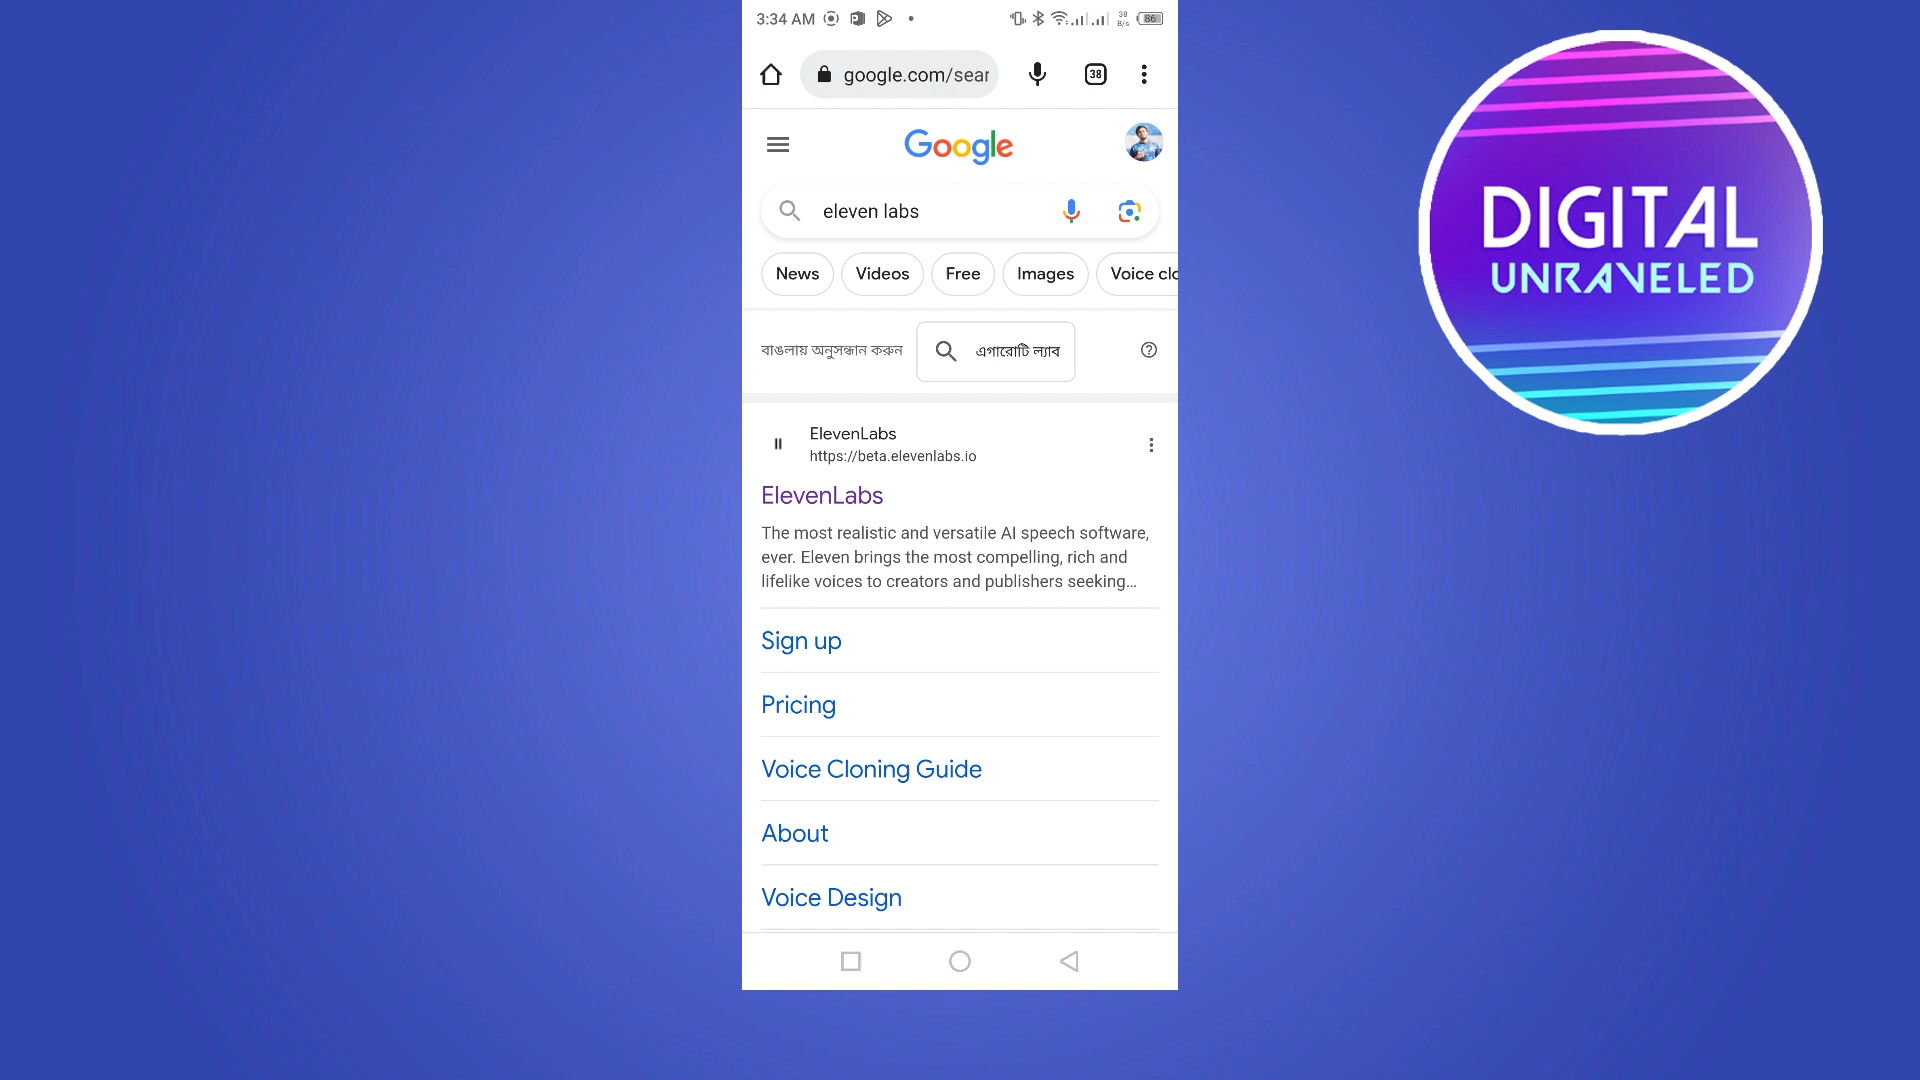 3:34 AM
38
B/s
86
google.com/sear
38
Google
eleven labs
News
Videos
Free
Images
Voice clo
বাঙলায় অনুসন্ধান করুন
এগারোটি ল্যাব
ElevenLabs
https://beta.elevenlabs.io
ElevenLabs
The most realistic and versatile AI speech software,
ever. Eleven brings the most compelling, rich and
lifelike voices to creators and publishers seeking...
Sign up
Pricing
Voice Cloning Guide
About
Voice Design
DIGITAL
UNRAVELED